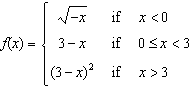 f(x) = { √-x if x < 0
3 - x if 0 ≤ x < 3
(3 - x)² if x > 3